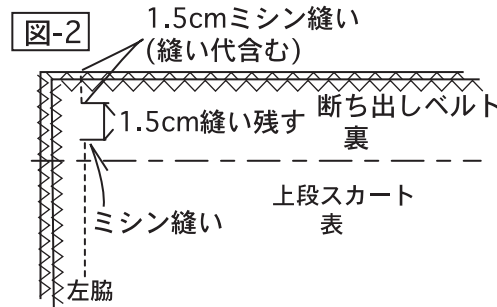 図-2
1.5cmミシン縫い
(縫い代含む)
1.5cm縫い残す
断ち出しベルト
裏
ミシン縫い
上段スカート
表
左脇